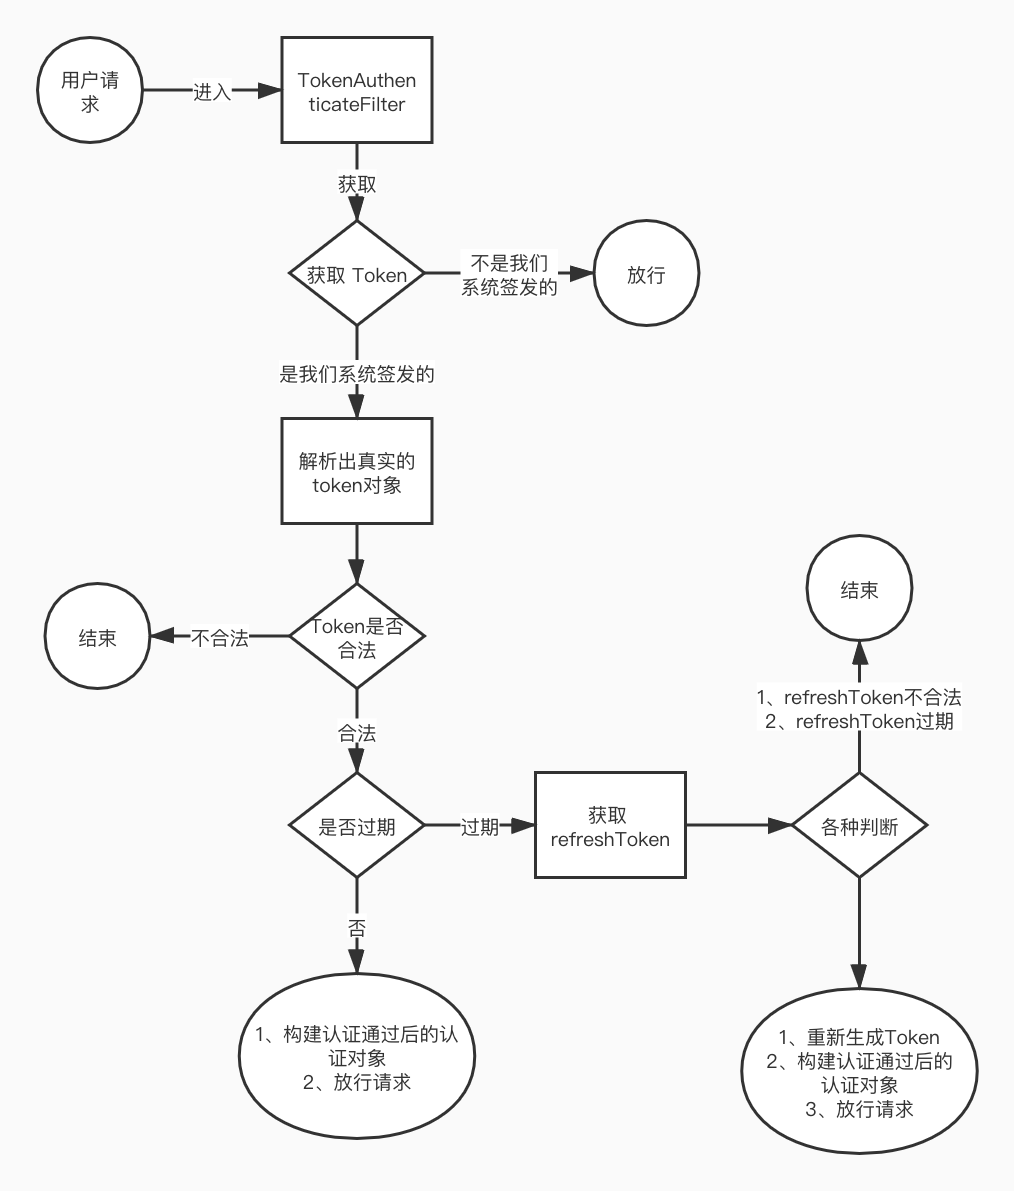 用户请
求
进入
TokenAuthen
ticateFilter
获取
获取 Token
不是我们
系统签发的
放行
是我们系统签发的
解析出真实的
token对象
Token是否
合法
不合法
结束
合法
是否过期
过期
获取
refreshToken
各种判断
1、refreshToken不合法
2、refreshToken过期
结束
否
1、构建认证通过后的认
证对象
2、放行请求
1、重新生成Token
2、构建认证通过后的
认证对象
3、放行请求